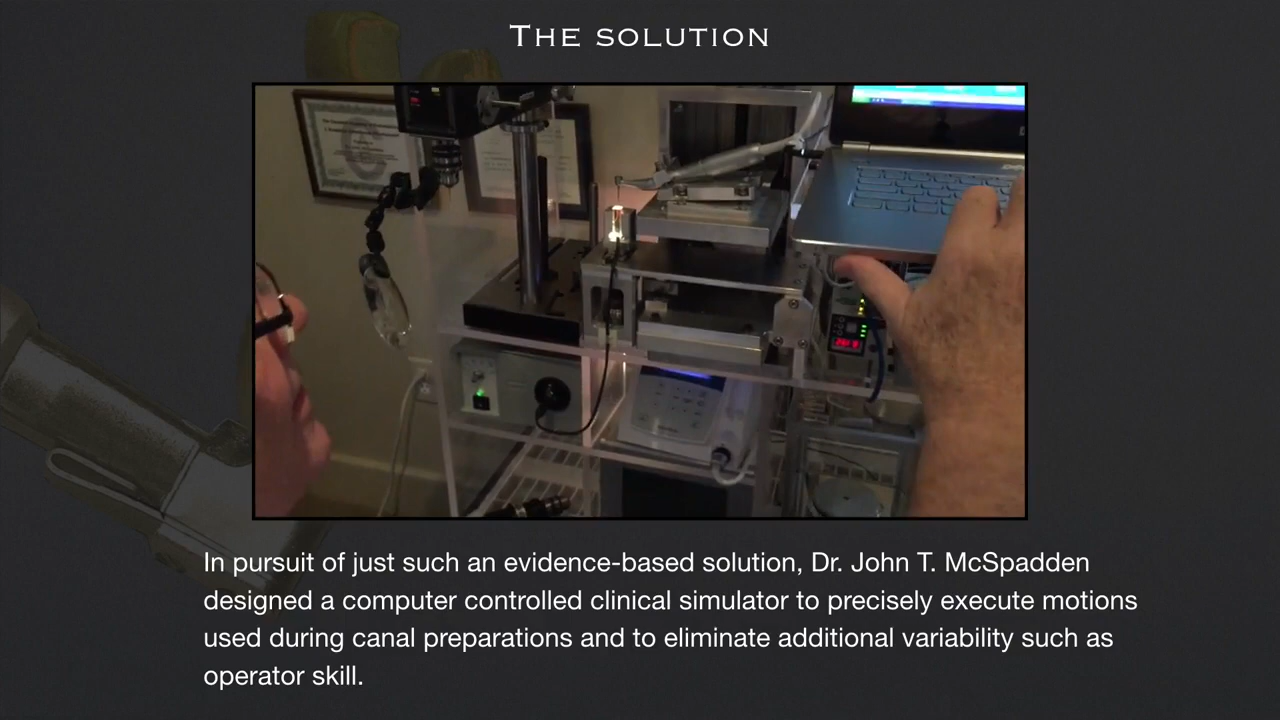 The solution
In pursuit of just such an evidence-based solution, Dr. John T. McSpadden
designed a computer controlled clinical simulator to precisely execute motions
used during canal preparations and to eliminate additional variability such as
operator skill.